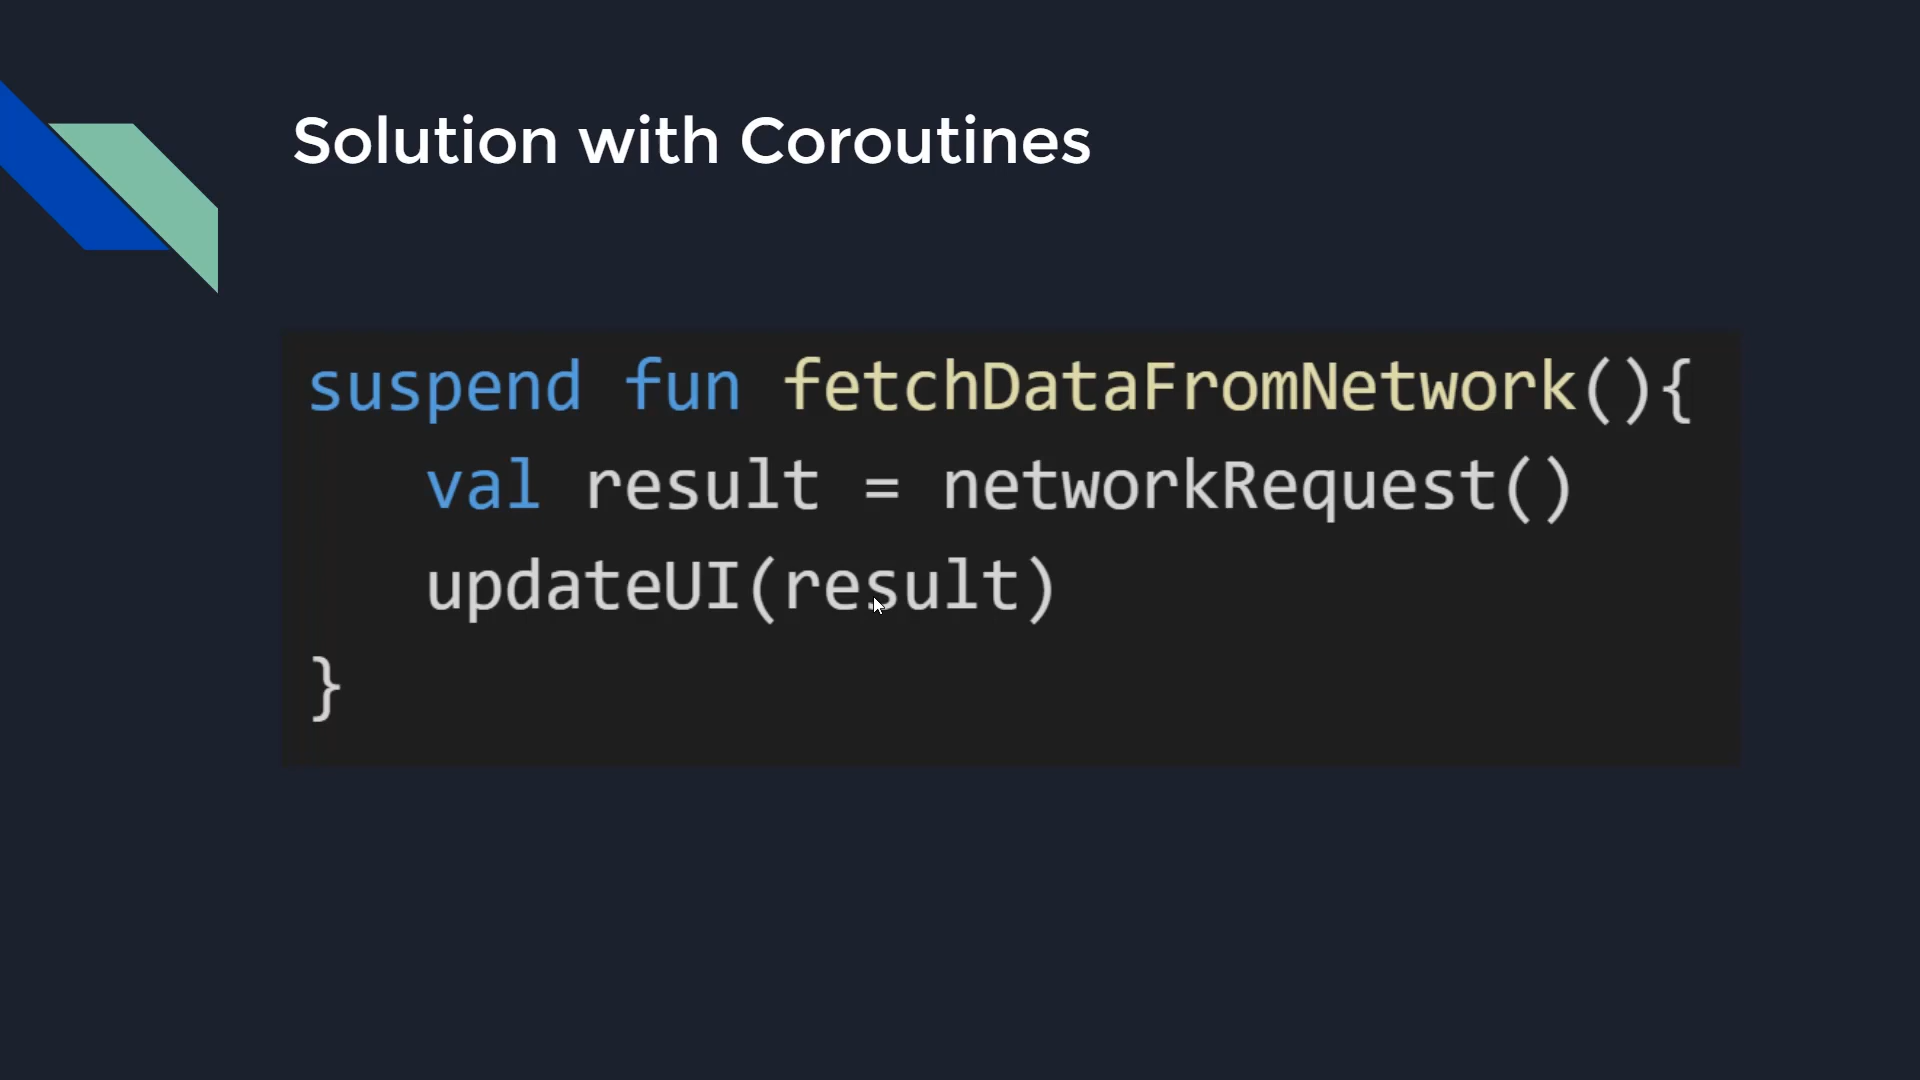 Solution with Coroutines
suspend fun fetchDataFromNetwork(){
val result = networkRequest()
updateUI(result)
}